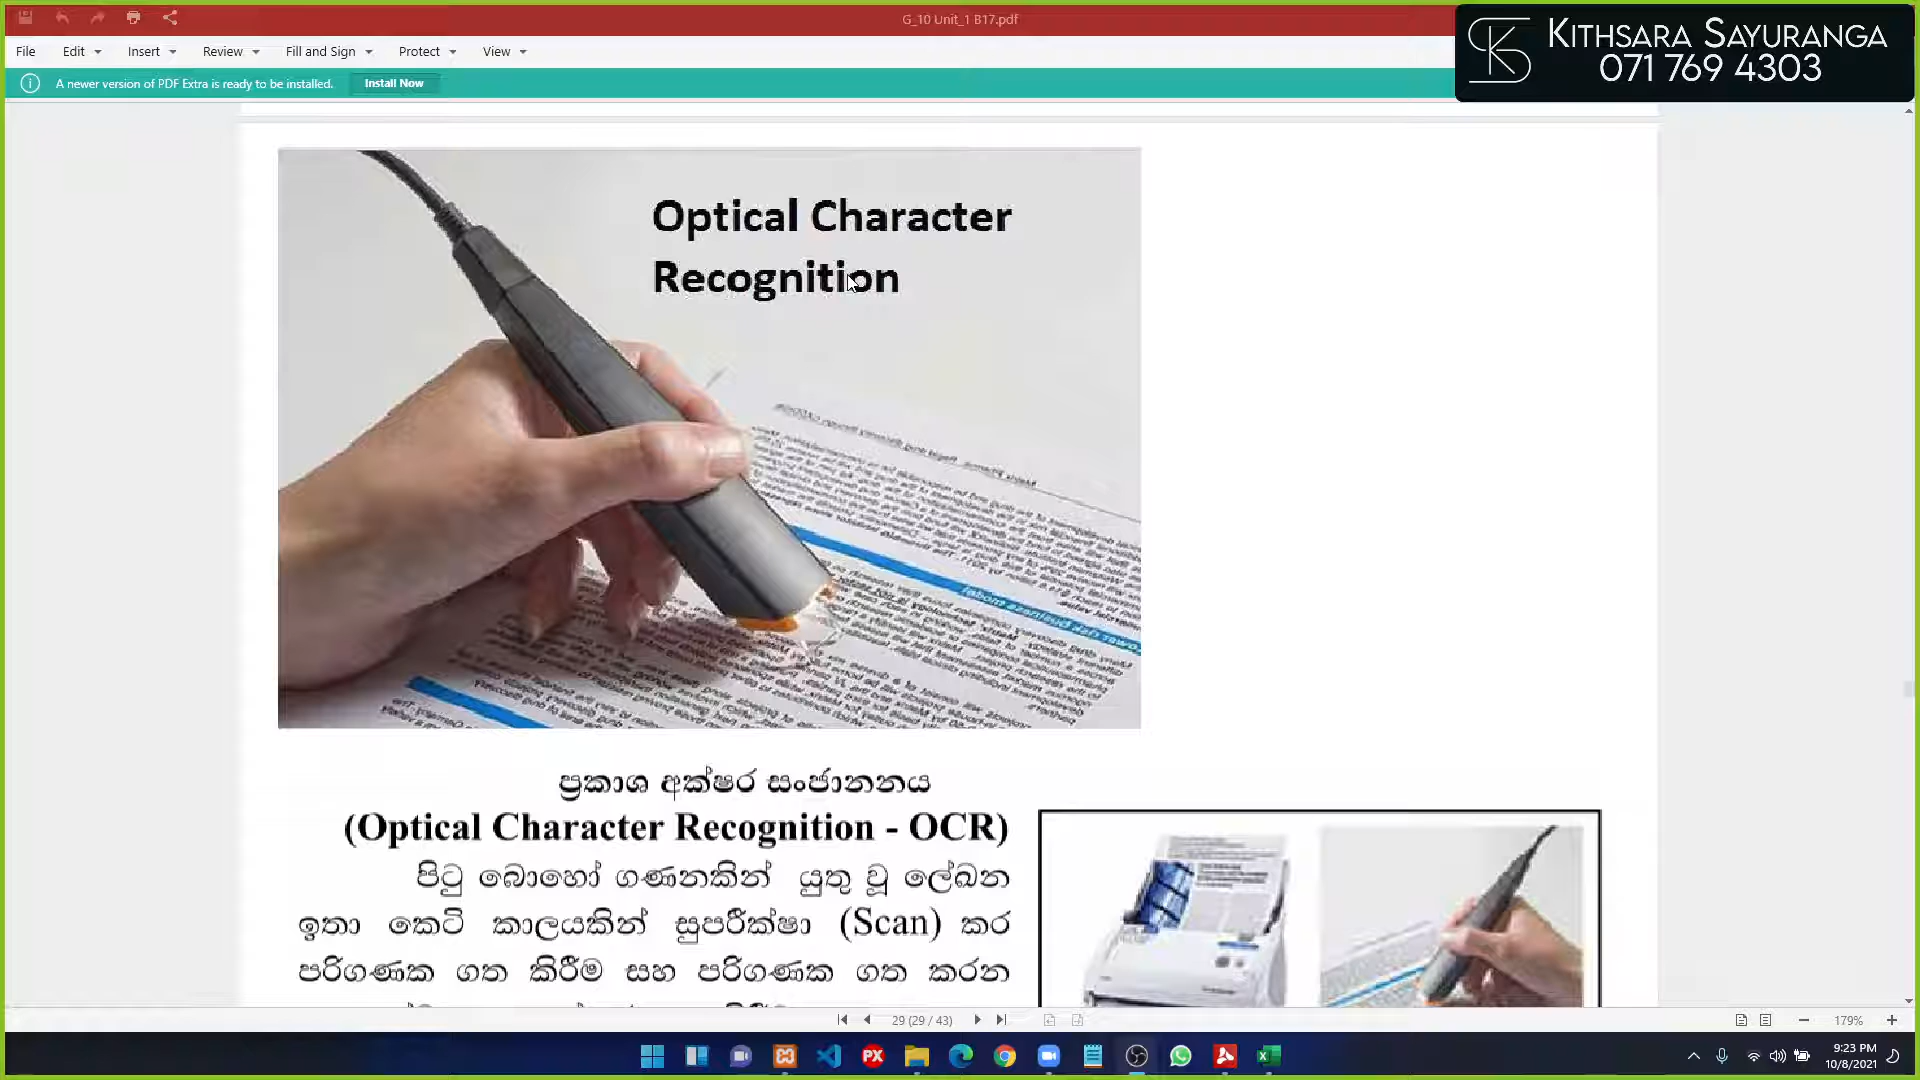 G_10 Unit_1 B17.pdf
KITHSARA SAYURANGA
071 769 4303
File Edit Insert Review Fill and Sign Protect View
A newer version of PDF Extra is ready to be installed. Install Now
Optical Character
Recognition
ප්‍රකාශ අක්ෂර සංජානනය
(Optical Character Recognition - OCR)
පිටු බොහෝ ගණනකින් යුතු වූ ලේඛන
ඉතා කෙටි කාලයකින් සුපරීක්ෂා (Scan) කර
පරිගණක ගත කිරීම සහ පරිගණක ගත කරන
29 (29 / 43)
179%
9:23 PM
10/8/2021